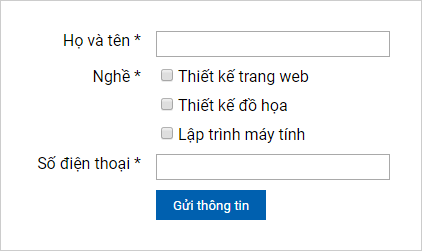 Họ và tên *
Nghề * Thiết kế trang web
Thiết kế đồ họa
Lập trình máy tính
Số điện thoại *
Gửi thông tin